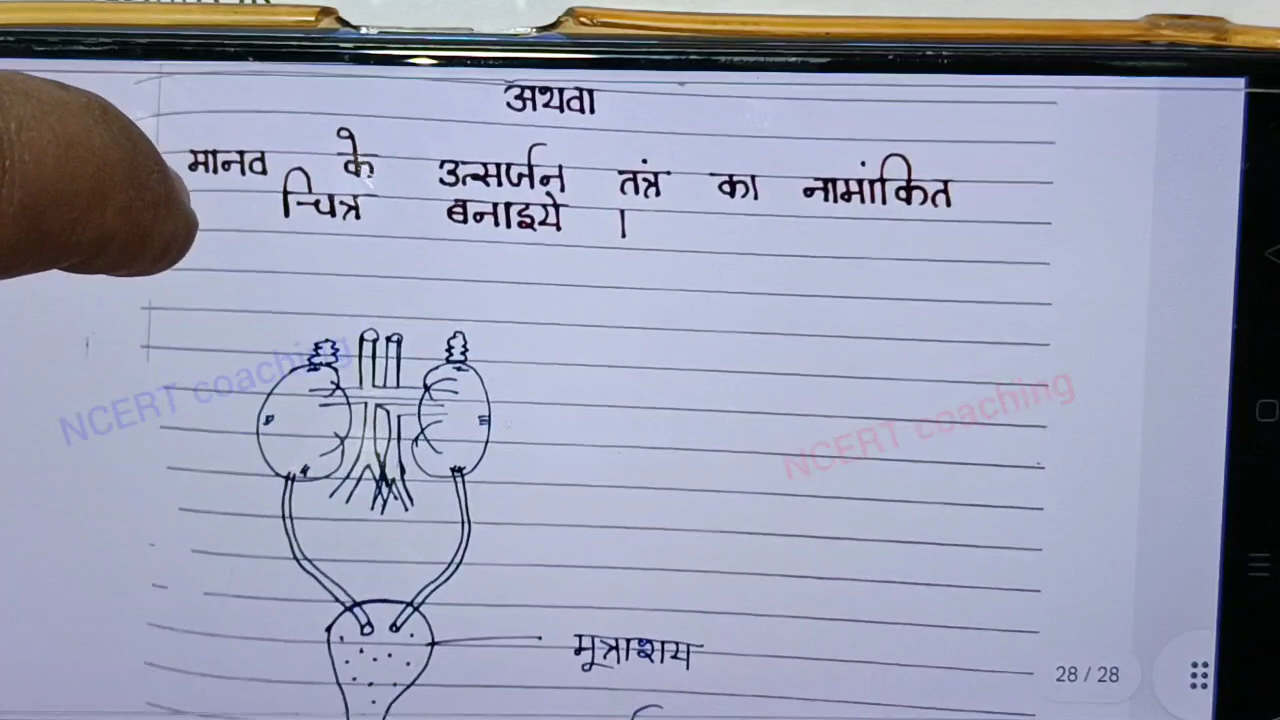 अथवा
मानव के उत्सर्जन तंत्र का नामांकित
चित्र बनाइये ।
NCERT coaching
NCERT coaching
मूत्राशय
28 / 28